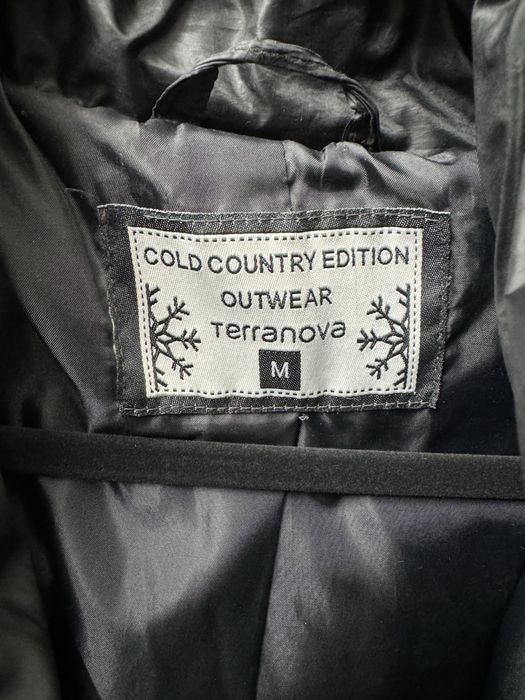 COLD COUNTRY EDITION
OUTWEAR
Terranova
M